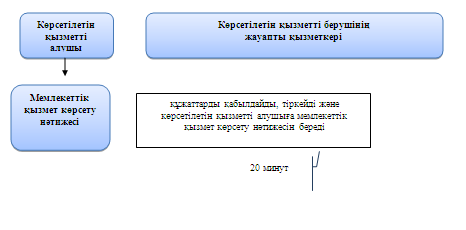 Көрсетілетін
қызметті
алушы
Көрсетілетін қызметті берушінің
жауапты қызметкері
Мемлекеттік
қызмет көрсету
нәтижесі
құжаттарды қабылдайды, тіркейді және
көрсетілетін қызметті алушыға мемлекеттік
қызмет көрсету нәтижесін береді
20 минут